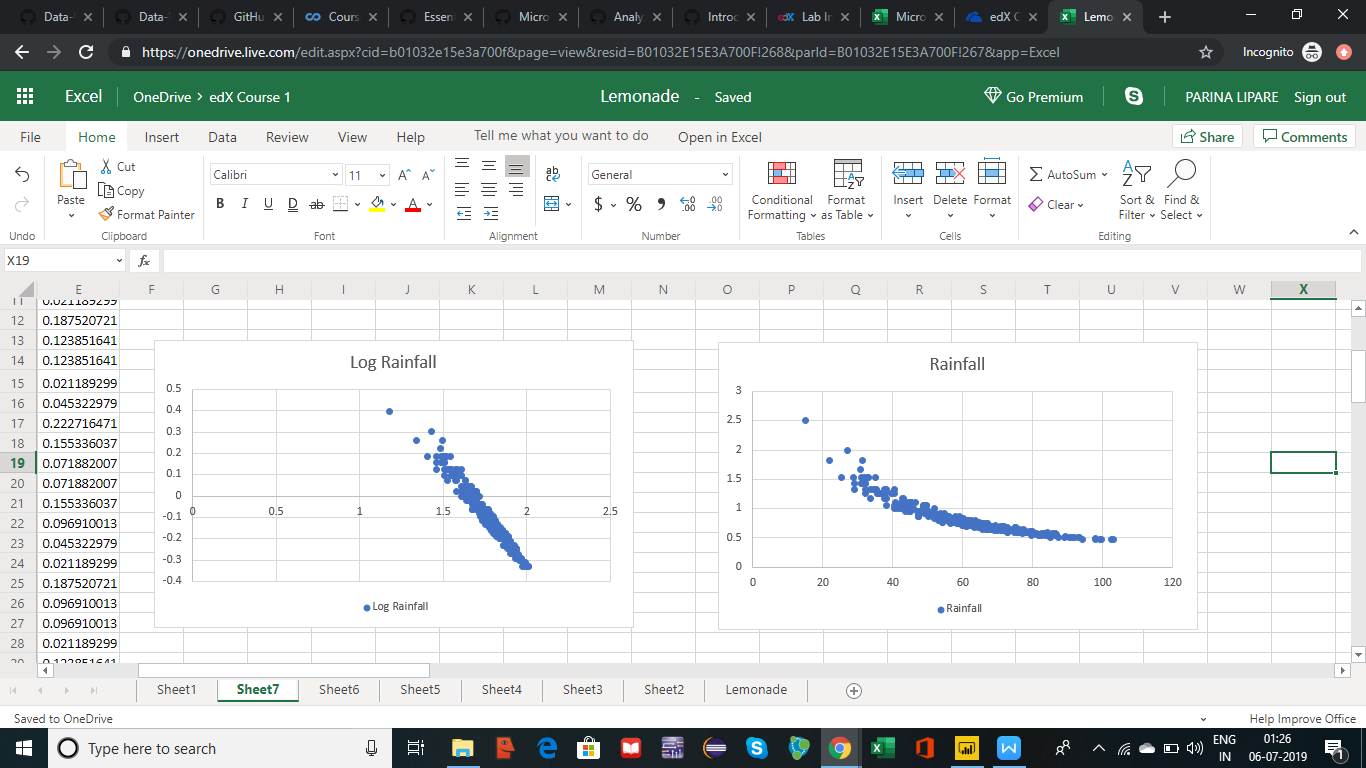 Data- Data- GitHu Cours Essen Micro Analy Introc edX Lab In Micro edX C Lemo
https://onedrive.live.com/edit.aspx?cid=b01032e15e3a700f&page=view&resid=B01032E15E3A700F!268&parId=B01032E15E3A700F!267&app=Excel Incognito
Excel OneDrive > edX Course 1 Lemonade - Saved Go Premium PARINA LIPARE Sign out
File Home Insert Data Review View Help Tell me what you want to do Open in Excel Share Comments
Paste Cut Copy Format Painter
Calibri 11 A A
B I U D ab A
ab
General
$ % 9 .00
Conditional Formatting Format as Table
Insert Delete Format
AutoSum Clear
Sort & Filter Find & Select
Undo Clipboard Font Alignment Number Tables Cells Editing
X19 fx
E F G H I J K L M N O P Q R S T U V W X
11 0.021189299
12 0.187520721
13 0.123851641
14 0.123851641
15 0.021189299
16 0.045322979
17 0.222716471
18 0.155336037
19 0.071882007
20 0.071882007
21 0.155336037
22 0.096910013
23 0.045322979
24 0.021189299
25 0.187520721
26 0.096910013
27 0.096910013
28 0.021189299
29 0.123851641
Log Rainfall
0.5
0.4
0.3
0.2
0.1
0
-0.1
-0.2
-0.3
-0.4
0 0.5 1 1.5 2 2.5
Log Rainfall
Rainfall
3
2.5
2
1.5
1
0.5
0
0 20 40 60 80 100 120
Rainfall
Sheet1 Sheet7 Sheet6 Sheet5 Sheet4 Sheet3 Sheet2 Lemonade
Saved to OneDrive Help Improve Office
Type here to search
ENG
IN
01:26
06-07-2019
1